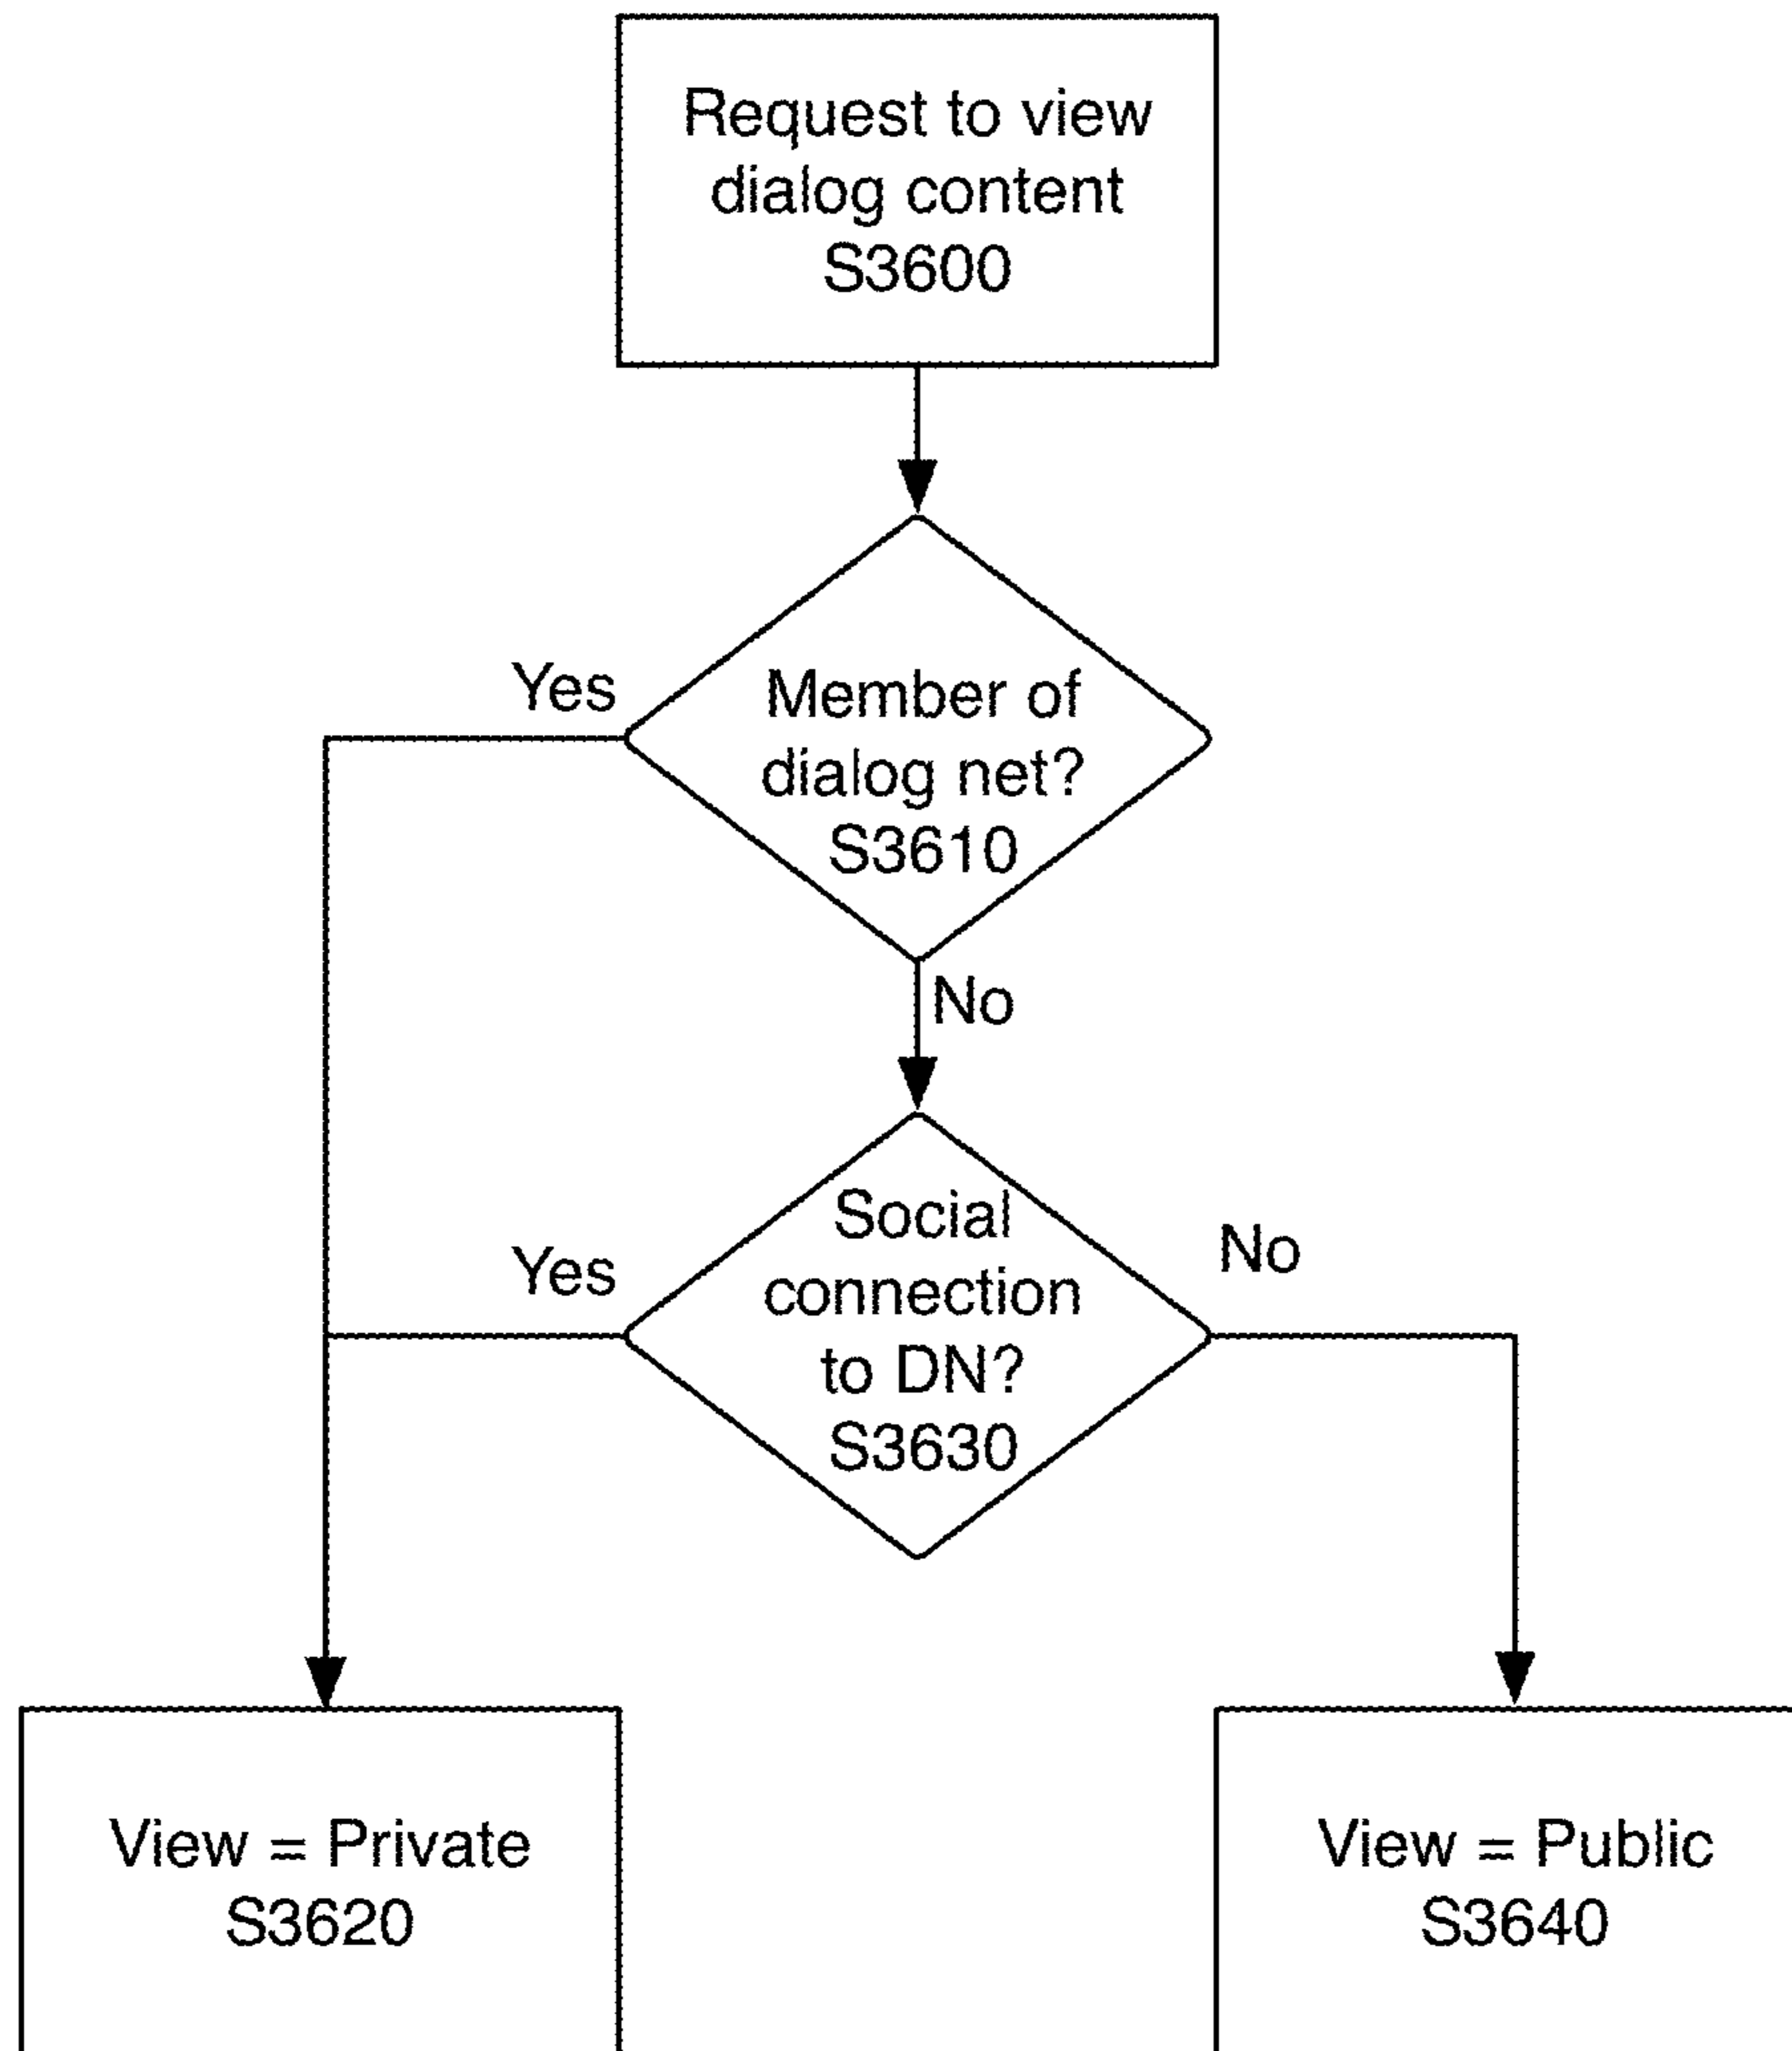 Request to view
dialog content
S3600
Yes
Member of
dialog net?
S3610
No
Social
connection
to DN?
S3630
Yes
No
View = Private
S3620
View = Public
S3640